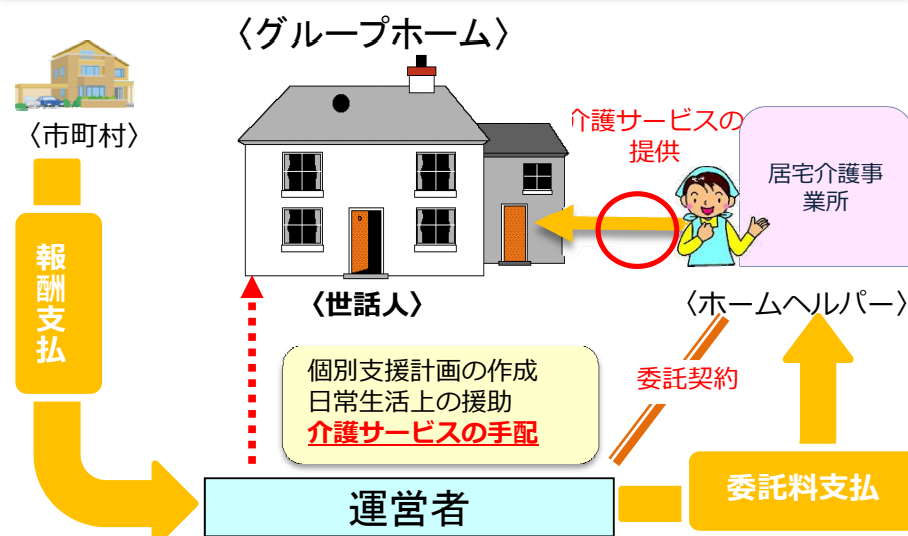 〈グループホーム〉
〈市町村〉
介護サービスの
提供
居宅介護事
業所
報酬支払
〈世話人〉
〈ホームヘルパー〉
個別支援計画の作成
日常生活上の援助
介護サービスの手配
委託契約
運営者
委託料支払